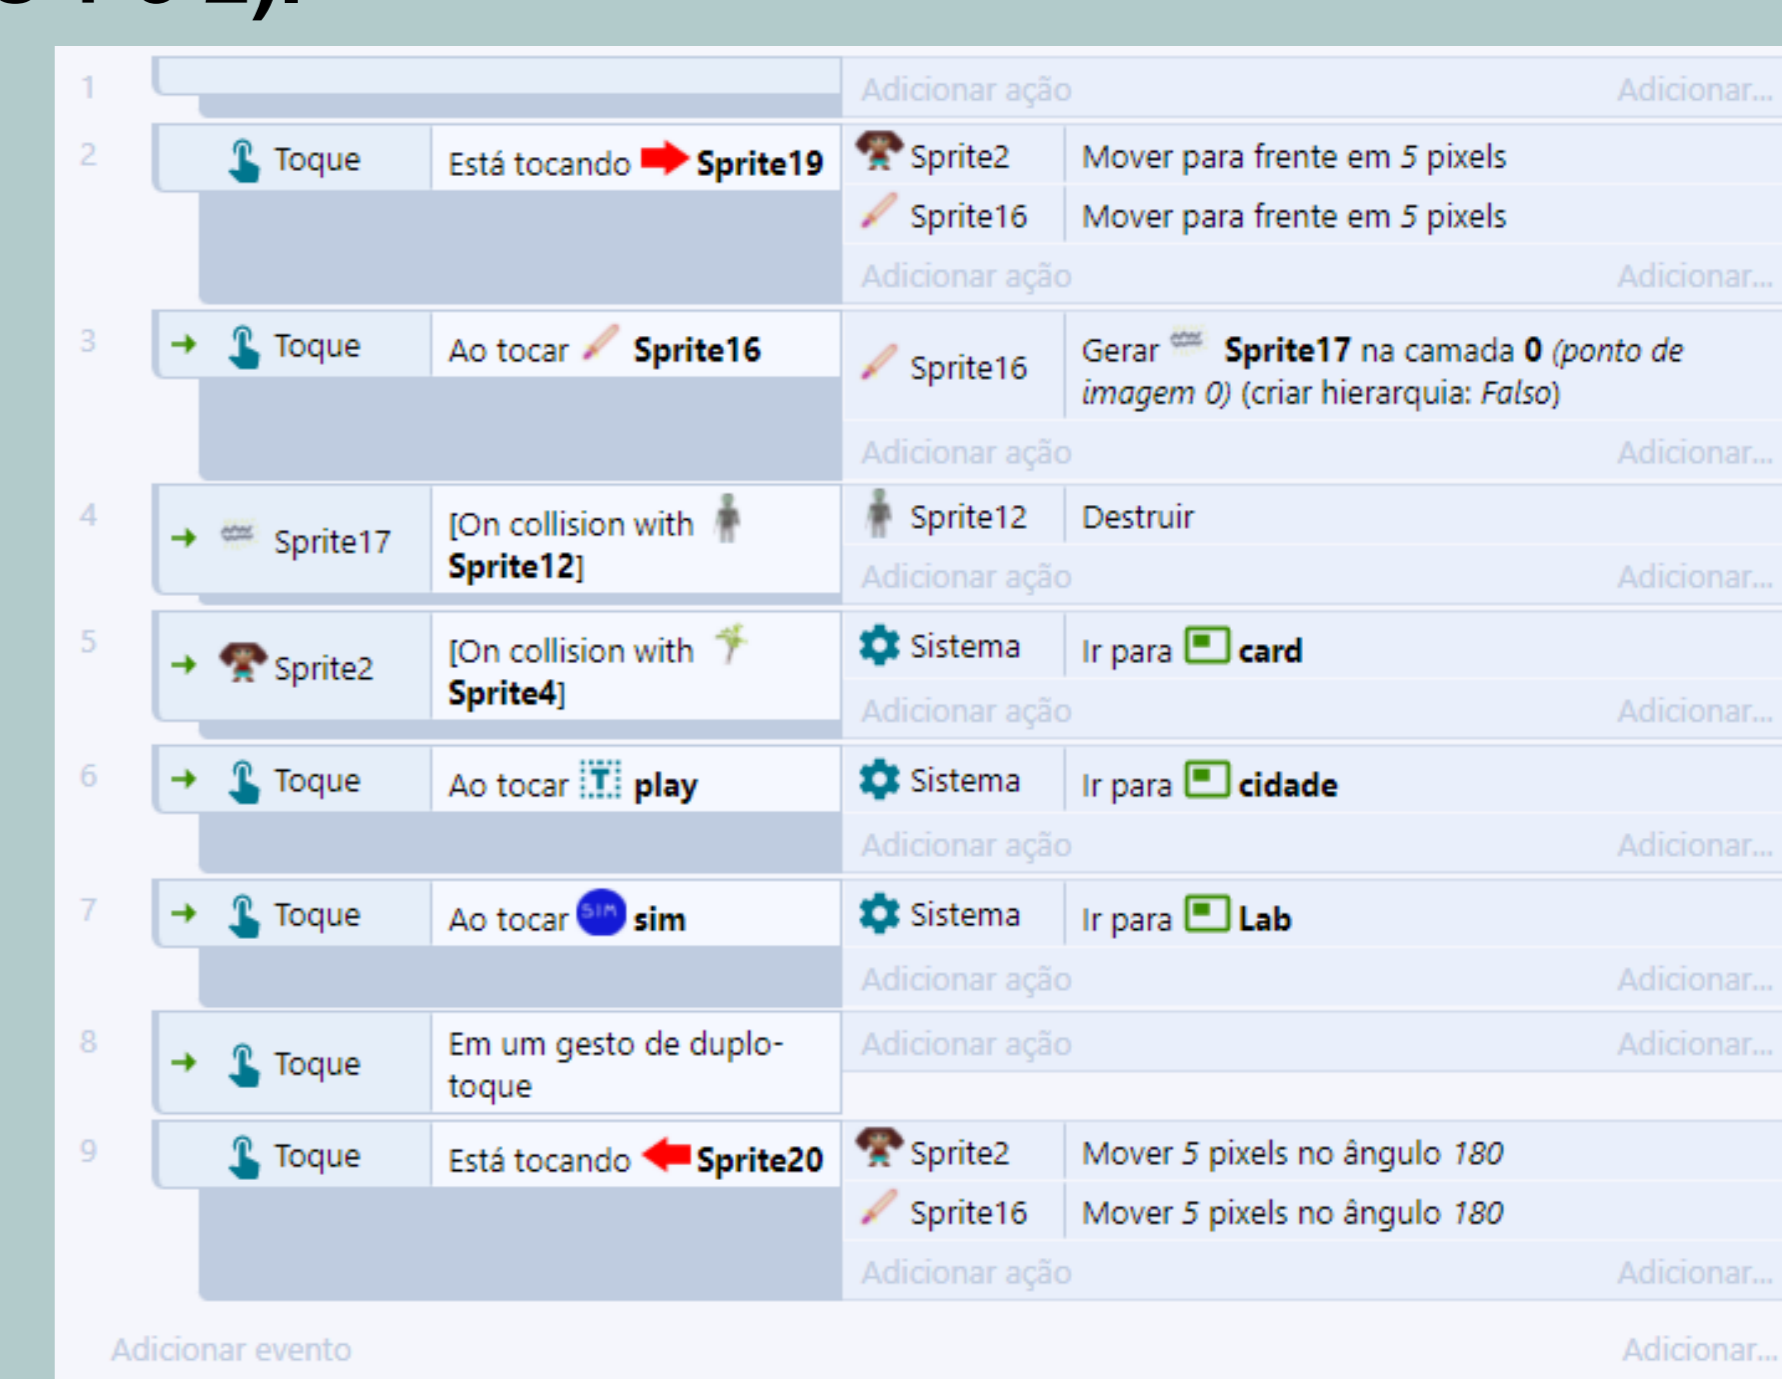 1 Adicionar ação Adicionar...
2 Toque Está tocando Sprite19 Sprite2 Mover para frente em 5 pixels
Sprite16 Mover para frente em 5 pixels
Adicionar ação Adicionar...
3 Toque Ao tocar Sprite16 Sprite16 Gerar Sprite17 na camada 0 (ponto de
imagem 0) (criar hierarquia: Falso)
Adicionar ação Adicionar...
4 Sprite17 [On collision with
Sprite12] Sprite12 Destruir
Adicionar ação Adicionar...
5 Sprite2 [On collision with
Sprite4] Sistema Ir para card
Adicionar ação Adicionar...
6 Toque Ao tocar play Sistema Ir para cidade
Adicionar ação Adicionar...
7 Toque Ao tocar SIM sim Sistema Ir para Lab
Adicionar ação Adicionar...
8 Toque Em um gesto de duplo-
toque Adicionar ação Adicionar...
9 Toque Está tocando Sprite20 Sprite2 Mover 5 pixels no ângulo 180
Sprite16 Mover 5 pixels no ângulo 180
Adicionar ação Adicionar...
Adicionar evento Adicionar...